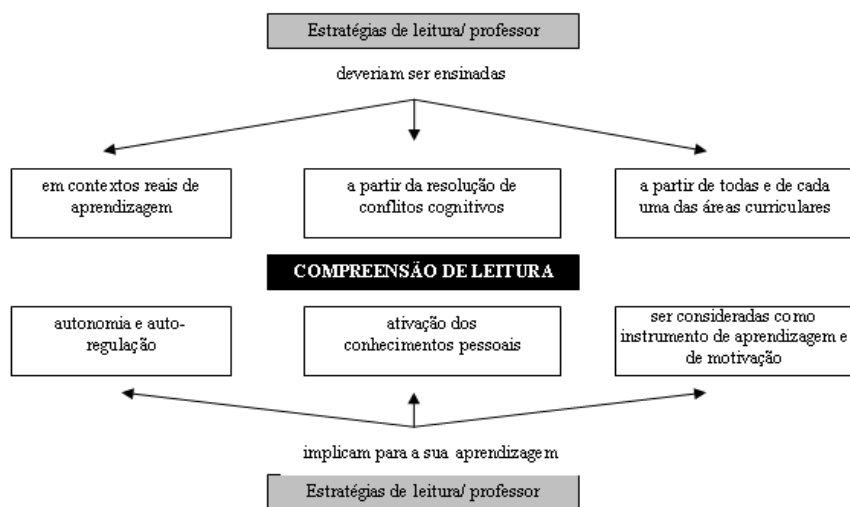 Estratégias de leitura/ professor
deveriam ser ensinadas
em contextos reais de
aprendizagem
a partir da resolução de
conflitos cognitivos
a partir de todas e de cada
uma das áreas curriculares
COMPREENSÃO DE LEITURA
autonomia e auto-
regulação
ativação dos
conhecimentos pessoais
ser consideradas como
instrumento de aprendizagem e
de motivação
implicam para a sua aprendizagem
Estratégias de leitura/ professor